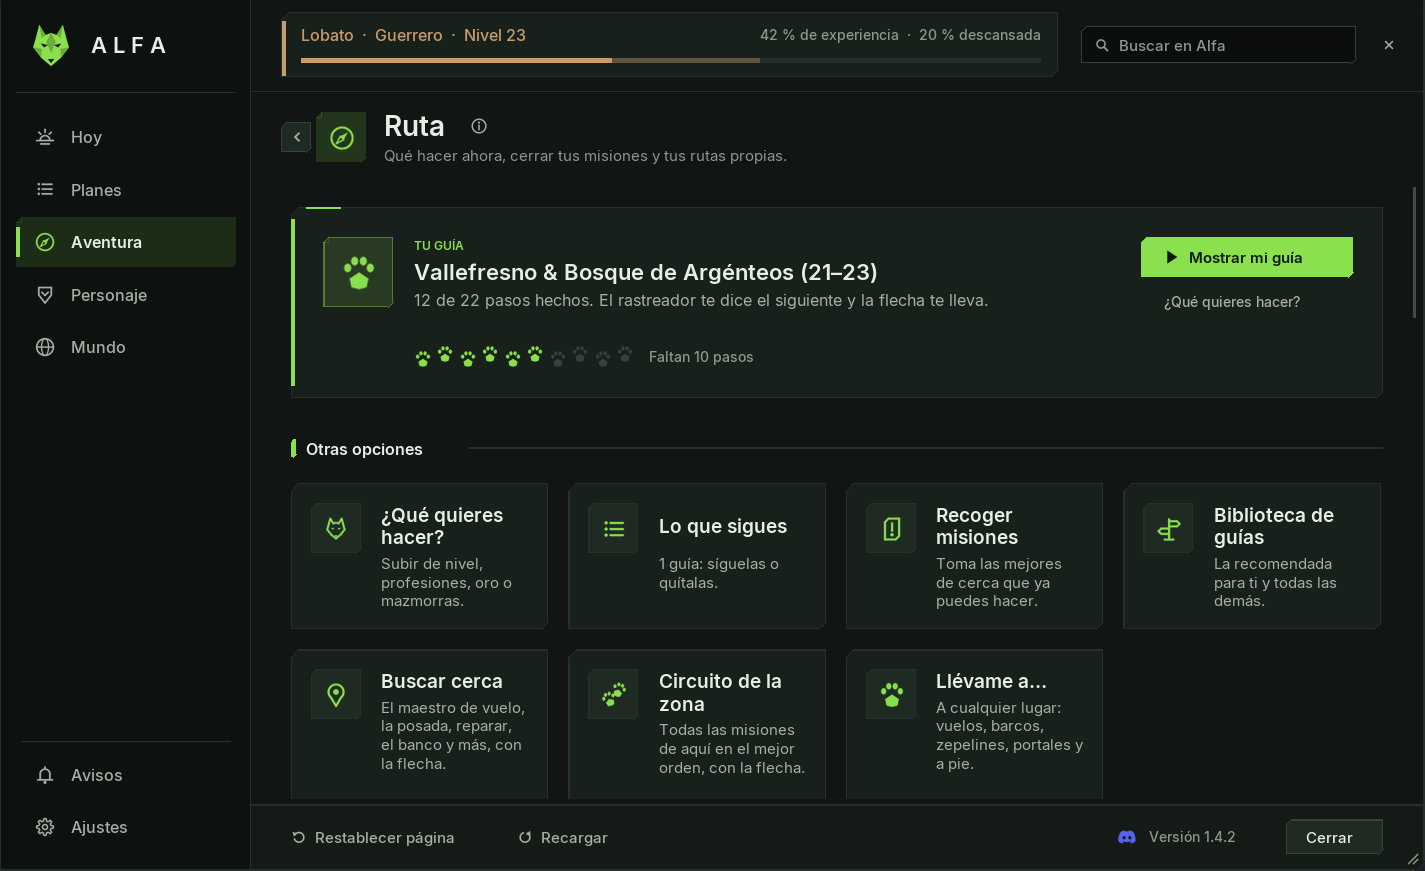 ALFA
Lobato · Guerrero · Nivel 23
42 % de experiencia · 20 % descansada
Buscar en Alfa
Hoy
Planes
Aventura
Personaje
Mundo
Avisos
Ajustes
Ruta
Qué hacer ahora, cerrar tus misiones y tus rutas propias.
TU GUÍA
Vallefresno & Bosque de Argénteos (21–23)
12 de 22 pasos hechos. El rastreador te dice el siguiente y la flecha te lleva.
Faltan 10 pasos
Mostrar mi guía
¿Qué quieres hacer?
Otras opciones
¿Qué quieres
hacer?
Subir de nivel,
profesiones, oro o
mazmorras.
Lo que sigues
1 guía: síguelas o
quítalas.
Recoger
misiones
Toma las mejores
de cerca que ya
puedes hacer.
Biblioteca de
guías
La recomendada
para ti y todas las
demás.
Buscar cerca
El maestro de vuelo,
la posada, reparar,
el banco y más, con
la flecha.
Circuito de la
zona
Todas las misiones
de aquí en el mejor
orden, con la flecha.
Llévame a...
A cualquier lugar:
vuelos, barcos,
zepelines, portales y
a pie.
Restablecer página
Recargar
Versión 1.4.2
Cerrar